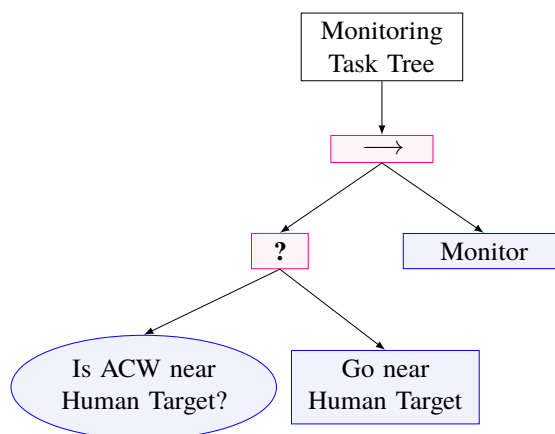 Monitoring
Task Tree
→
?
Monitor
Is ACW near
Human Target?
Go near
Human Target